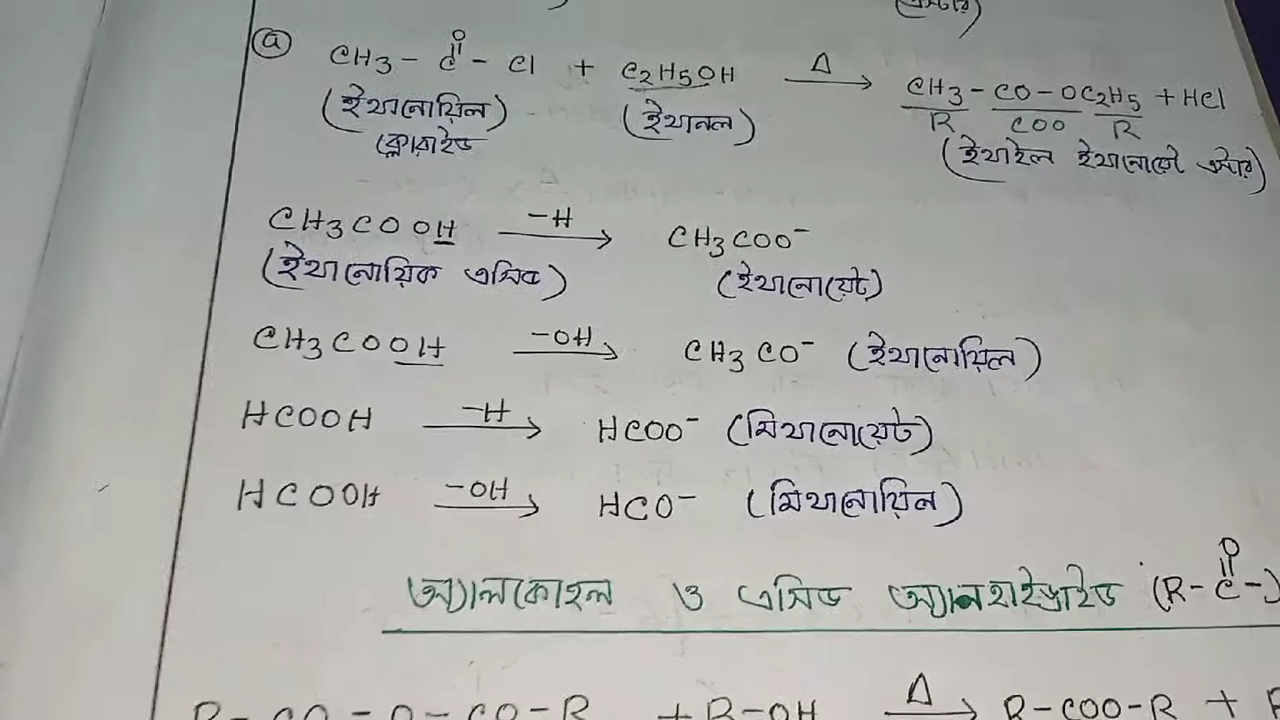 (a) CH3 - C(=O) - Cl + C2H5OH —Δ→ CH3 - CO - OC2H5 + HCl
R COO R
(ইথানোয়িল) (ইথানল)
ক্লোরাইড
(ইথাইল ইথানোয়েট এস্টার)
CH3COOH —-H→ CH3COO⁻
(ইথানোয়িক এসিড) (ইথানোয়েট)
CH3COOH —-OH→ CH3CO⁻ (ইথানোয়িল)
HCOOH —-H→ HCOO⁻ (মিথানোয়েট)
HCOOH —-OH→ HCO⁻ (মিথানোয়িল)
অ্যালকোহল ও এসিড অ্যানহাইড্রাইড (R-C(=O)-)
R-CO-O-CO-R + R-OH —Δ→ R-COO-R +